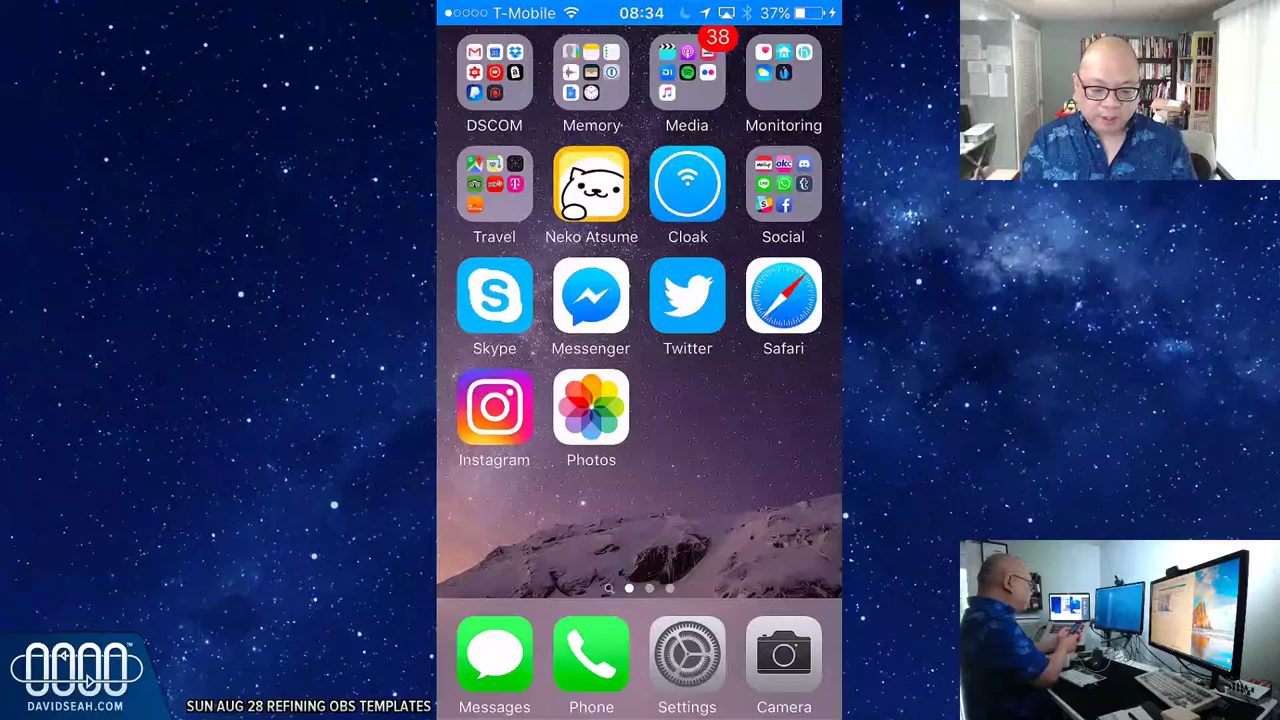 T-Mobile 08:34 37%
38
DSCOM Memory Media Monitoring
Travel Neko Atsume Cloak Social
Skype Messenger Twitter Safari
Instagram Photos
Messages Phone Settings Camera
DAVIDSEAH.COM
SUN AUG 28 REFINING OBS TEMPLATES